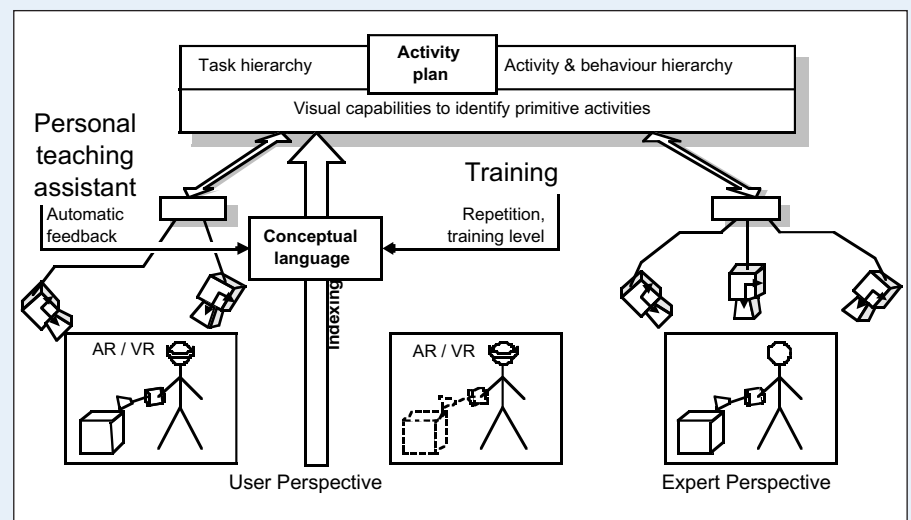 Activity
plan
Task hierarchy
Activity & behaviour hierarchy
Visual capabilities to identify primitive activities
Personal
teaching
assistant
Training
Automatic
feedback
Conceptual
language
Repetition,
training level
Indexing
AR / VR
AR / VR
User Perspective
Expert Perspective